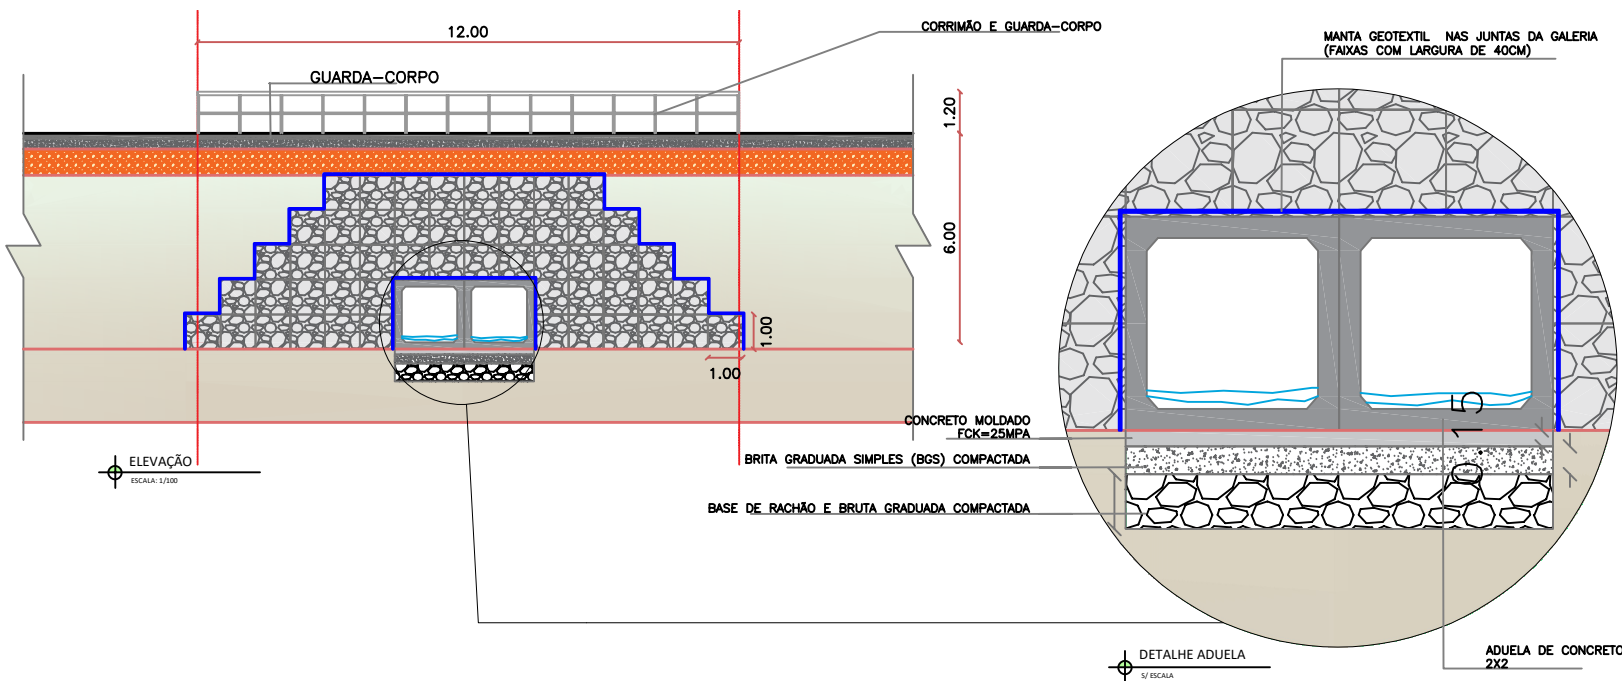 12.00
CORRIMÃO E GUARDA-CORPO
GUARDA-CORPO
1.20
6.00
1.00
1.00
ELEVAÇÃO
ESCALA: 1/100
MANTA GEOTEXTIL NAS JUNTAS DA GALERIA
(FAIXAS COM LARGURA DE 40CM)
CONCRETO MOLDADO
FCK=25MPA
BRITA GRADUADA SIMPLES (BGS) COMPACTADA
BASE DE RACHÃO E BRUTA GRADUADA COMPACTADA
0.15
DETALHE ADUELA
S/ ESCALA
ADUELA DE CONCRETO
2X2